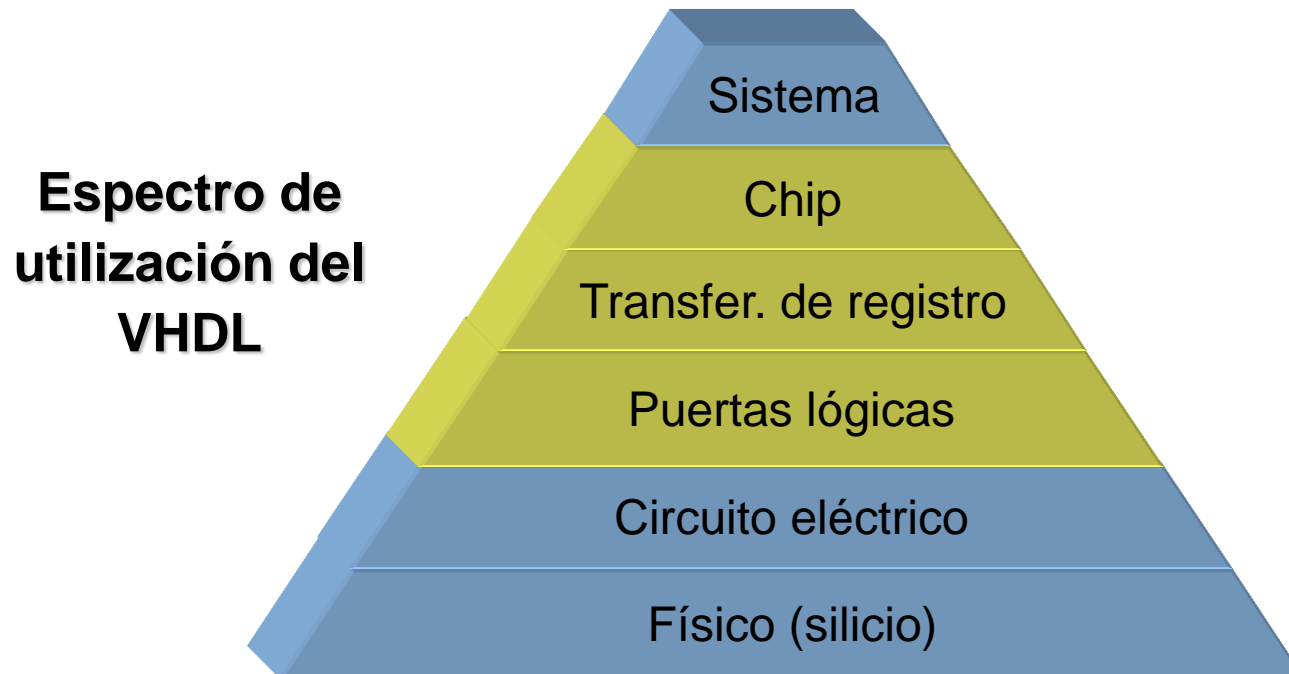 Espectro de
utilización del
VHDL
Sistema
Chip
Transfer. de registro
Puertas lógicas
Circuito eléctrico
Físico (silicio)